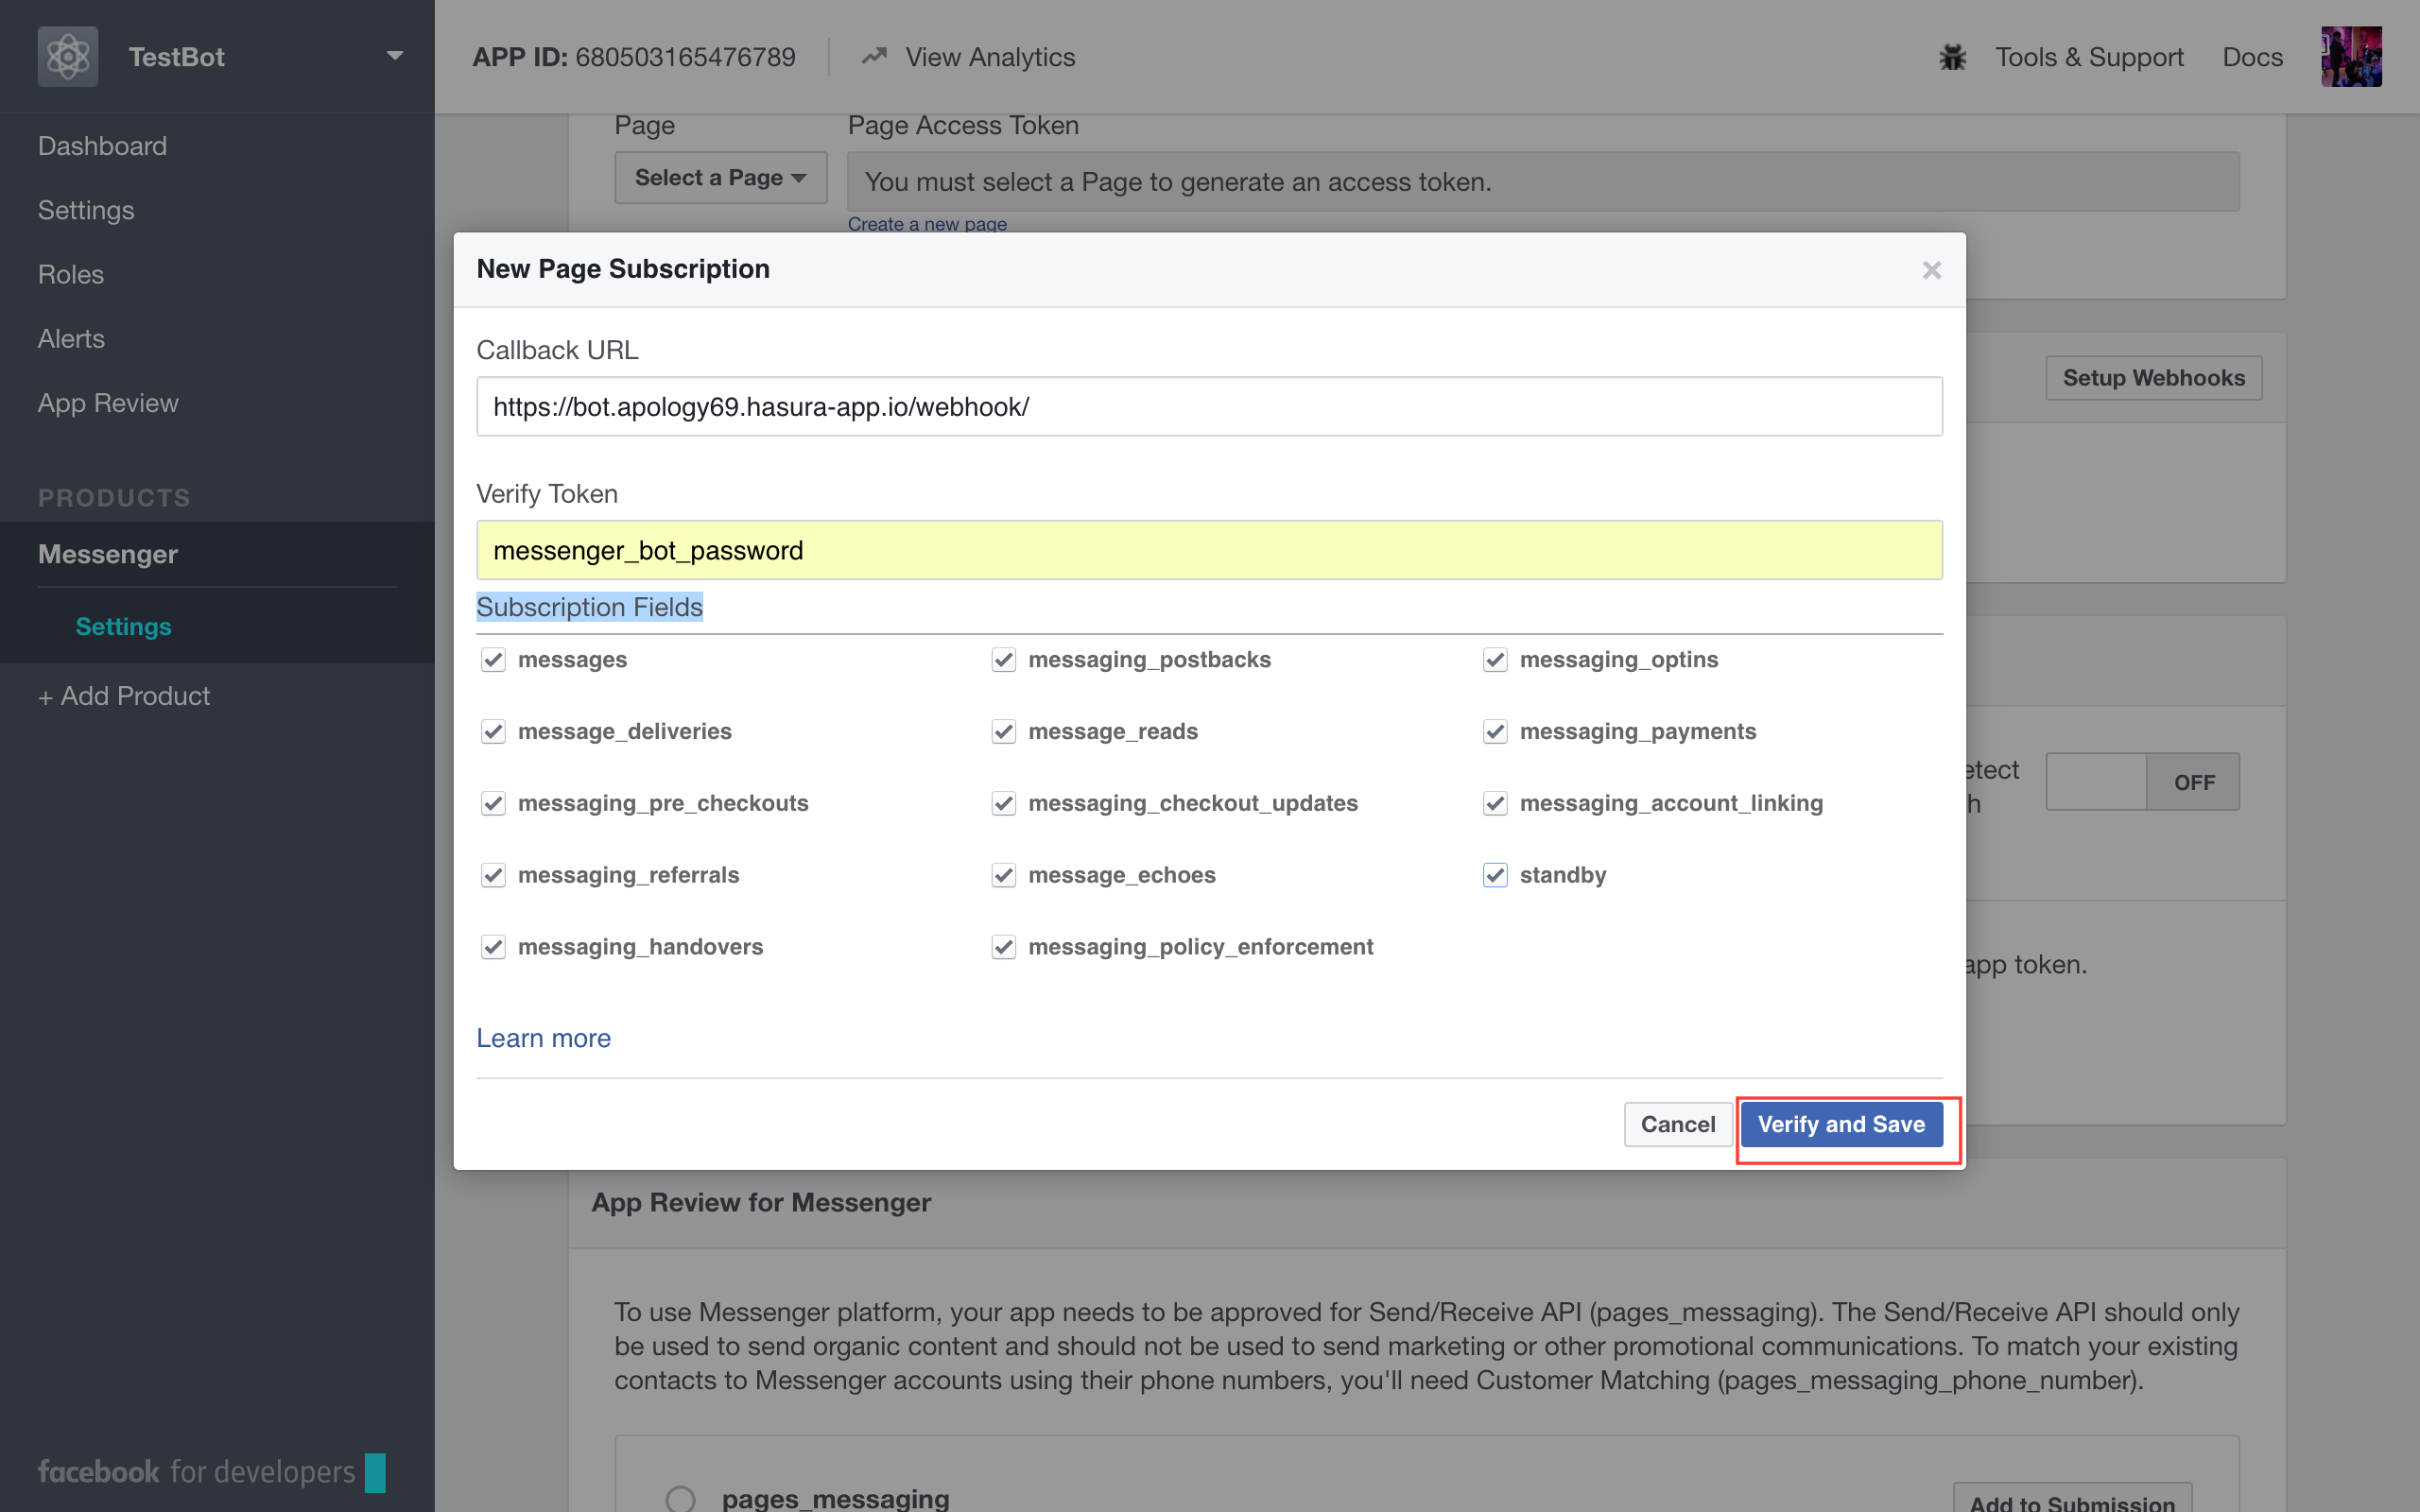 TestBot
APP ID: 680503165476789
View Analytics
Tools & Support
Docs
Dashboard
Settings
Roles
Alerts
App Review
PRODUCTS
Messenger
Settings
+ Add Product
facebook for developers
Page
Page Access Token
Select a Page
You must select a Page to generate an access token.
Create a new page
New Page Subscription
×
Setup Webhooks
Callback URL
https://bot.apology69.hasura-app.io/webhook/
Verify Token
messenger_bot_password
Subscription Fields
messages
messaging_postbacks
messaging_optins
message_deliveries
message_reads
messaging_payments
messaging_pre_checkouts
messaging_checkout_updates
messaging_account_linking
messaging_referrals
message_echoes
standby
messaging_handovers
messaging_policy_enforcement
etect
h
OFF
app token.
Learn more
Cancel
Verify and Save
App Review for Messenger
To use Messenger platform, your app needs to be approved for Send/Receive API (pages_messaging). The Send/Receive API should only
be used to send organic content and should not be used to send marketing or other promotional communications. To match your existing
contacts to Messenger accounts using their phone numbers, you'll need Customer Matching (pages_messaging_phone_number).
pages_messaging
Add to Submission